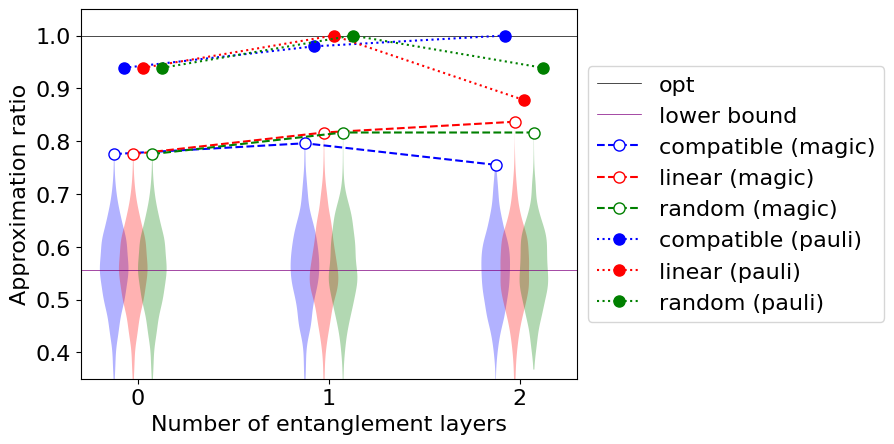 1.0
0.9
0.8
0.7
0.6
0.5
0.4
Approximation ratio
0 1 2
Number of entanglement layers
opt
lower bound
compatible (magic)
linear (magic)
random (magic)
compatible (pauli)
linear (pauli)
random (pauli)